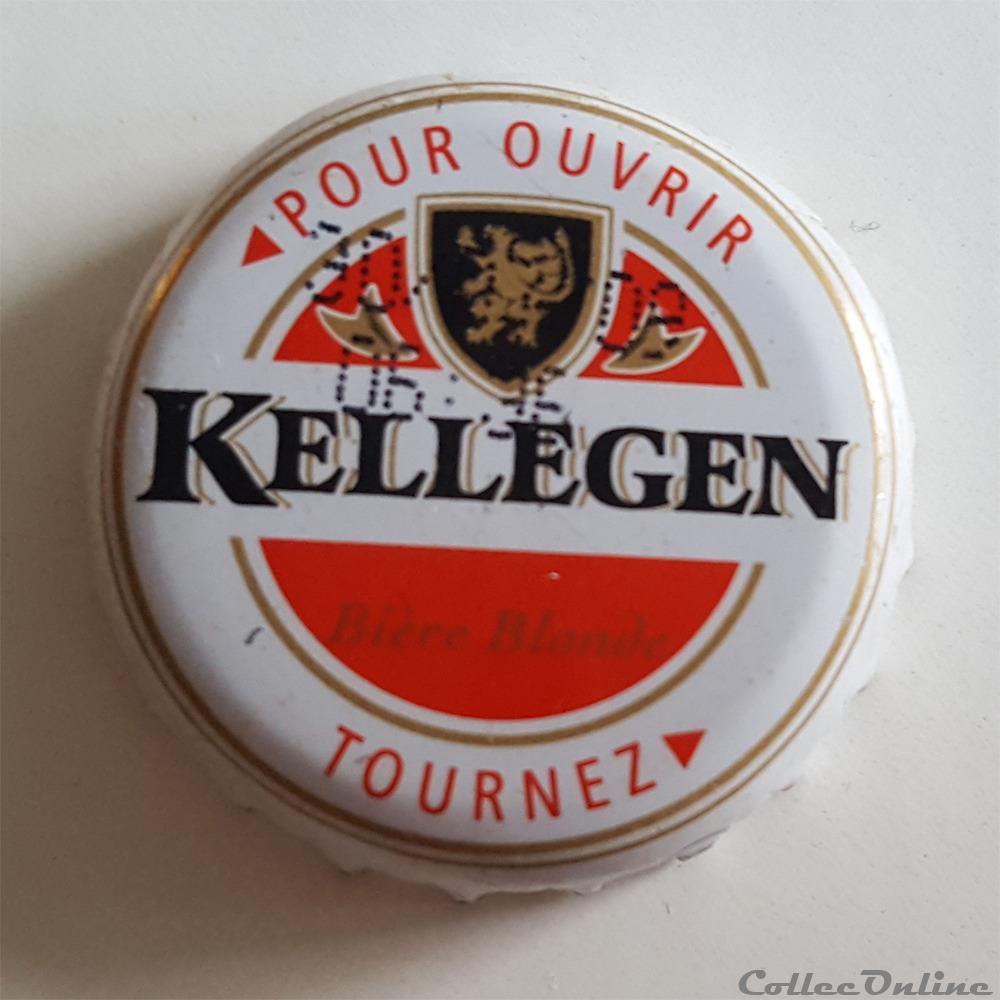 POUR OUVRIR
KELLEGEN
Bière Blonde
TOURNEZ
CollecOnline